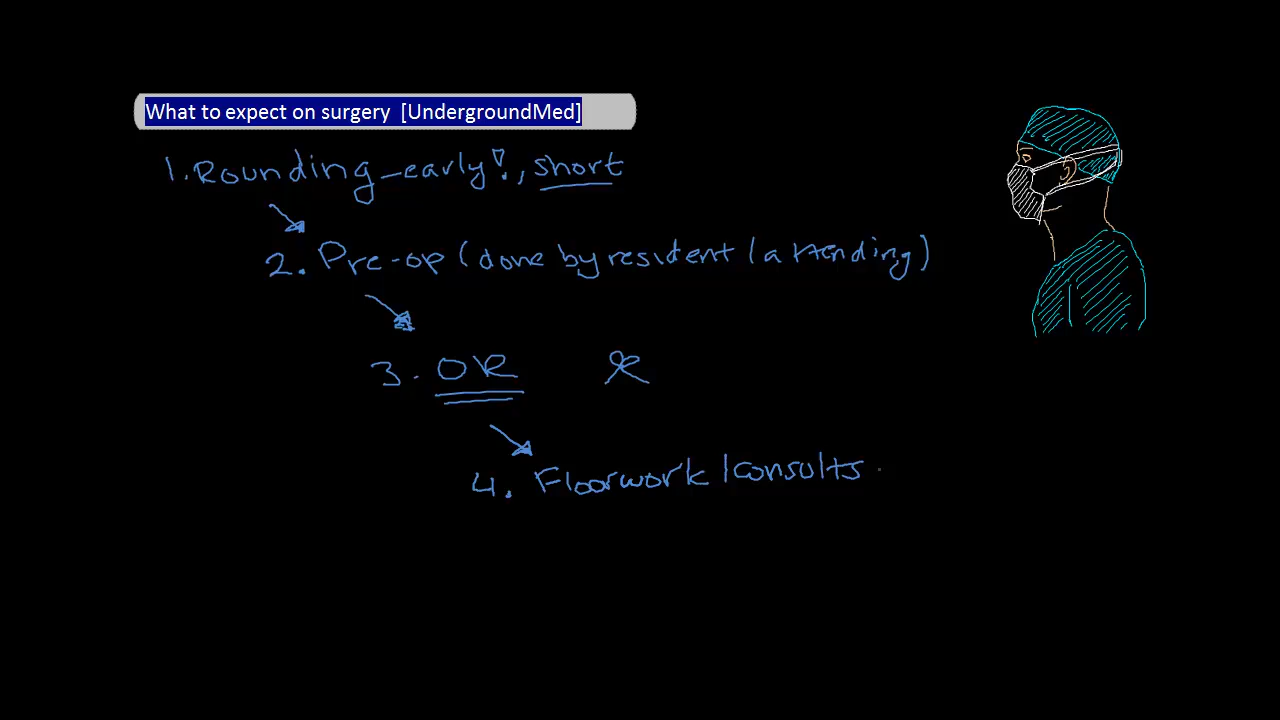 What to expect on surgery [UndergroundMed]
1. Rounding - early!, short
2. Pre-op (done by resident/attending)
3. OR
4. Floorwork/consults